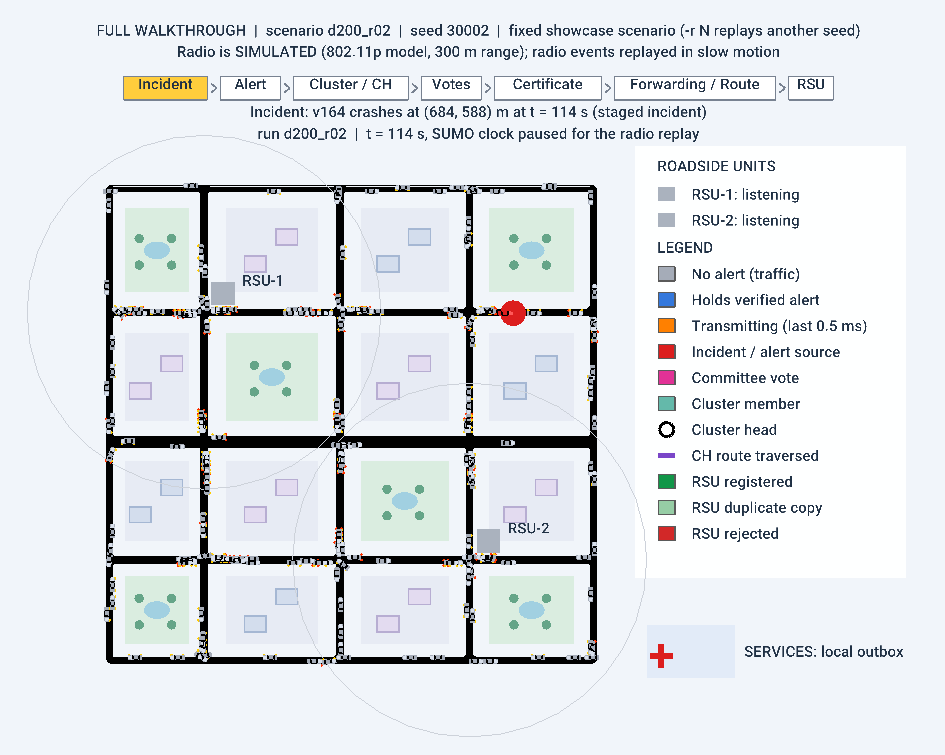 FULL WALKTHROUGH | scenario d200_r02 | seed 30002 | fixed showcase scenario (-r N replays another seed)
Radio is SIMULATED (802.11p model, 300 m range); radio events replayed in slow motion
Incident > Alert > Cluster / CH > Votes > Certificate > Forwarding / Route > RSU
Incident: v164 crashes at (684, 588) m at t = 114 s (staged incident)
run d200_r02 | t = 114 s, SUMO clock paused for the radio replay
ROADSIDE UNITS
RSU-1: listening
RSU-2: listening
LEGEND
No alert (traffic)
Holds verified alert
Transmitting (last 0.5 ms)
Incident / alert source
Committee vote
Cluster member
Cluster head
CH route traversed
RSU registered
RSU duplicate copy
RSU rejected
RSU-1
RSU-2
SERVICES: local outbox